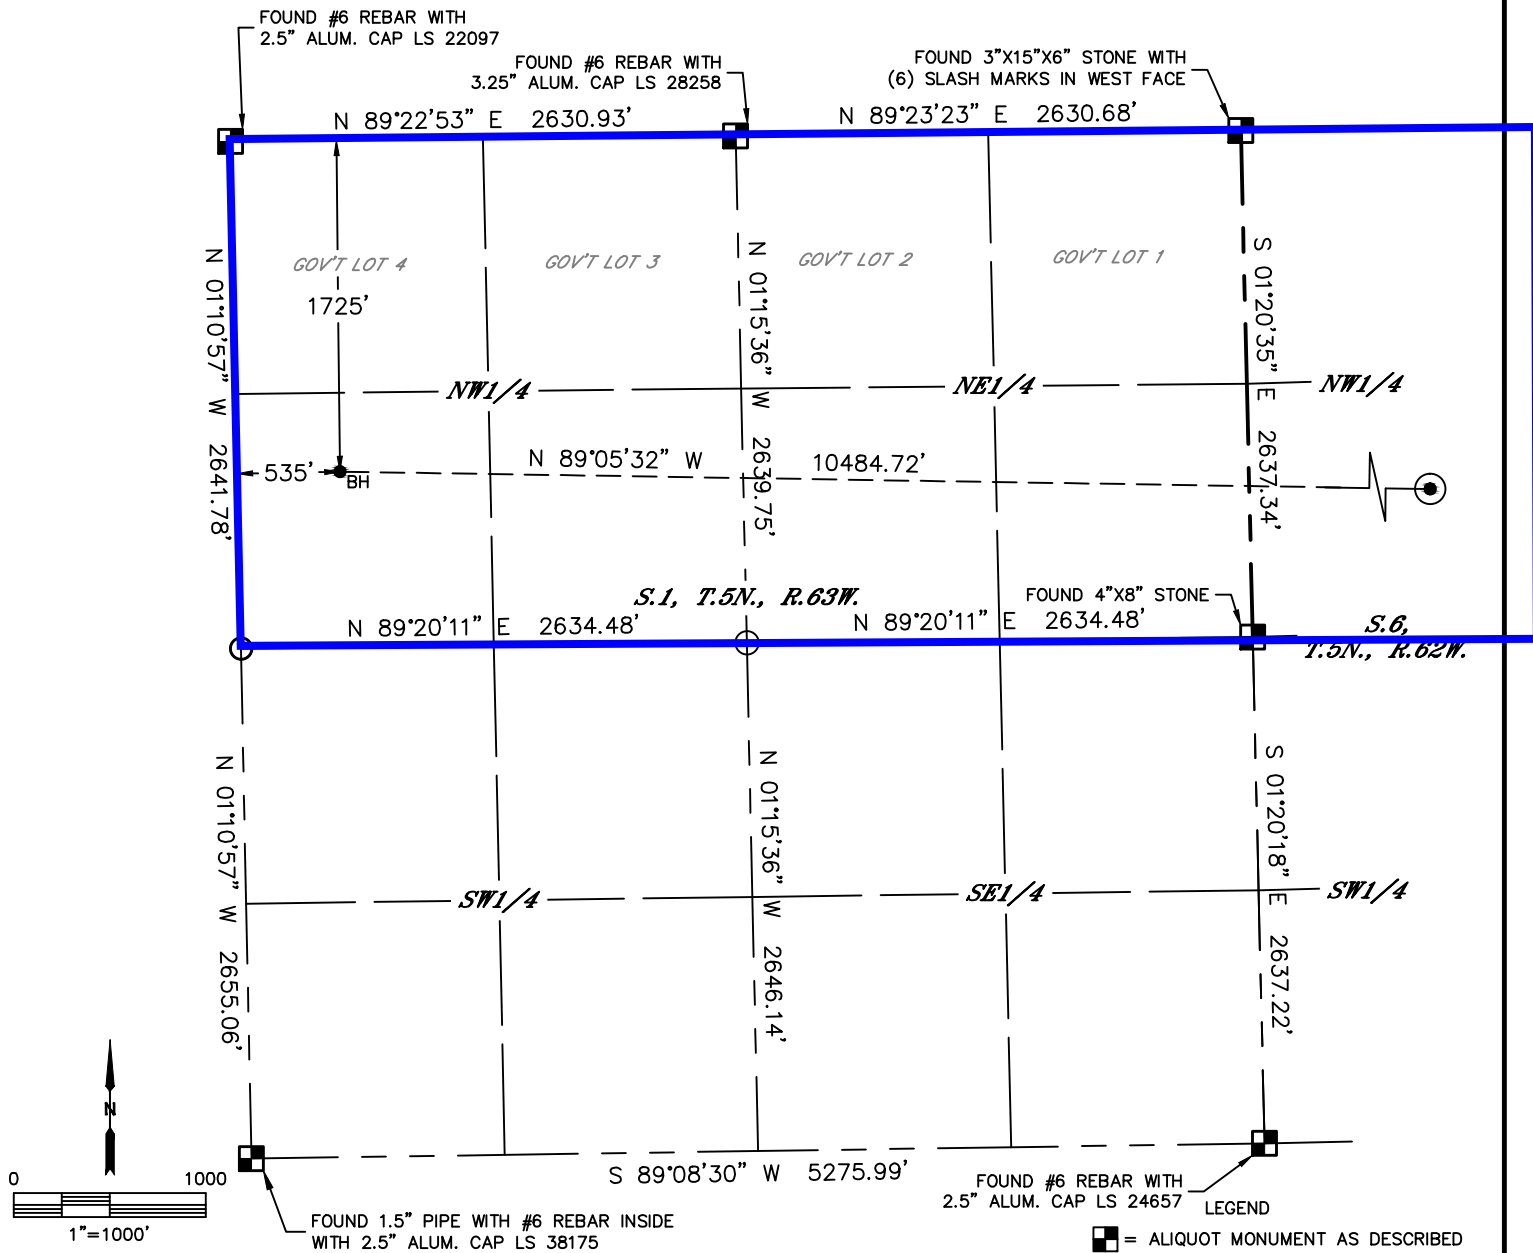 FOUND #6 REBAR WITH
2.5" ALUM. CAP LS 22097
FOUND #6 REBAR WITH
3.25" ALUM. CAP LS 28258
FOUND 3"X15"X6" STONE WITH
(6) SLASH MARKS IN WEST FACE
N 89°22'53" E 2630.93'
N 89°23'23" E 2630.68'
GOV'T LOT 4
GOV'T LOT 3
GOV'T LOT 2
GOV'T LOT 1
1725'
N 01°10'57" W 2641.78'
N 01°15'36" W 2639.75'
S 01°20'35" E 2637.34'
NW1/4
NE1/4
NW1/4
535'
BH
N 89°05'32" W 10484.72'
S.1, T.5N., R.63W.
FOUND 4"X8" STONE
N 89°20'11" E 2634.48'
N 89°20'11" E 2634.48'
S.6,
T.5N., R.62W.
N 01°10'57" W 2655.06'
N 01°15'36" W 2646.14'
S 01°20'18" E 2637.22'
SW1/4
SE1/4
SW1/4
N
0 1000
1"=1000'
S 89°08'30" W 5275.99'
FOUND 1.5" PIPE WITH #6 REBAR INSIDE
WITH 2.5" ALUM. CAP LS 38175
FOUND #6 REBAR WITH
2.5" ALUM. CAP LS 24657
LEGEND
= ALIQUOT MONUMENT AS DESCRIBED